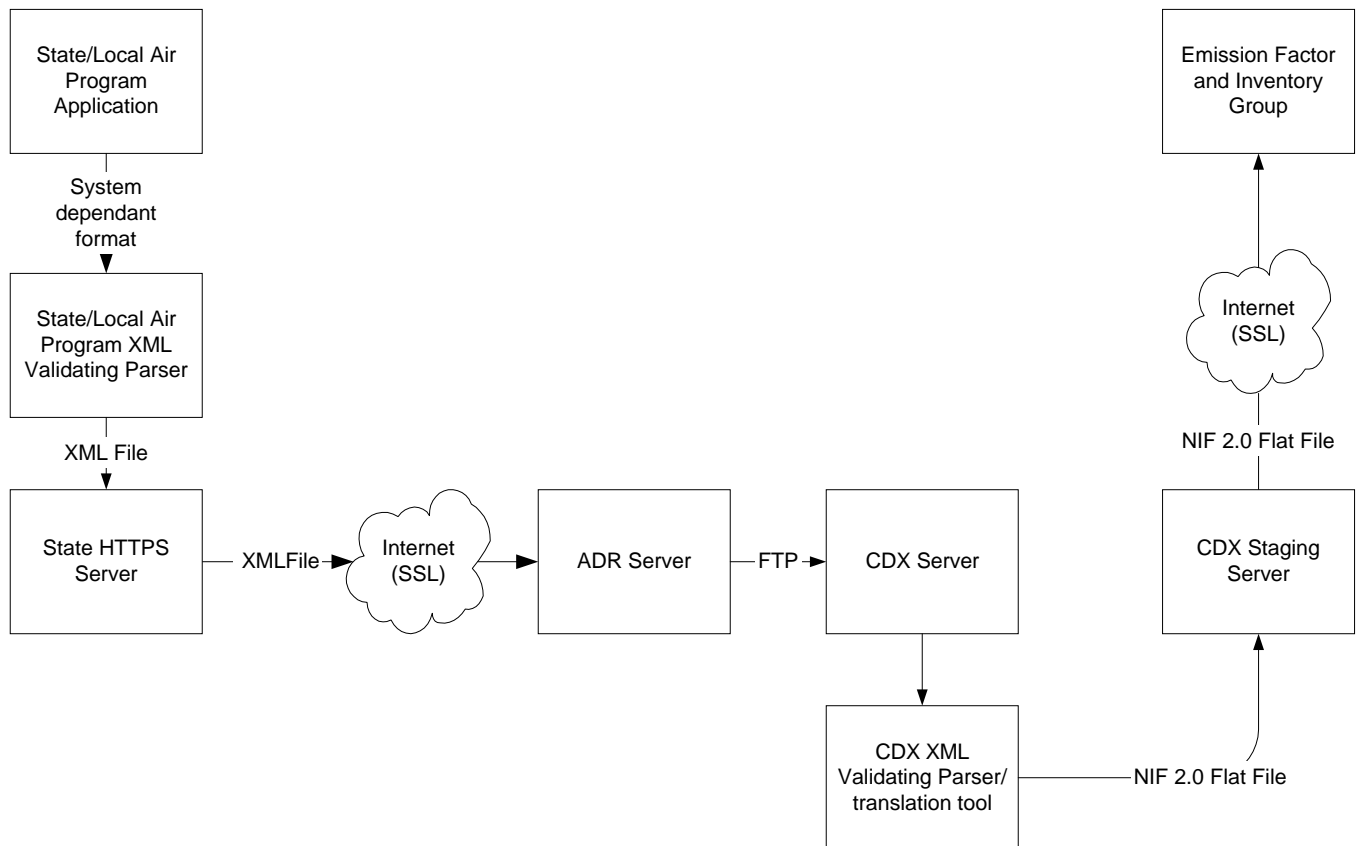 State/Local Air
Program
Application
Emission Factor
and Inventory
Group
System
dependant
format
State/Local Air
Program XML
Validating Parser
Internet
(SSL)
XML File
NIF 2.0 Flat File
State HTTPS
Server
XMLFile
Internet
(SSL)
ADR Server
FTP
CDX Server
CDX Staging
Server
CDX XML
Validating Parser/
translation tool
NIF 2.0 Flat File